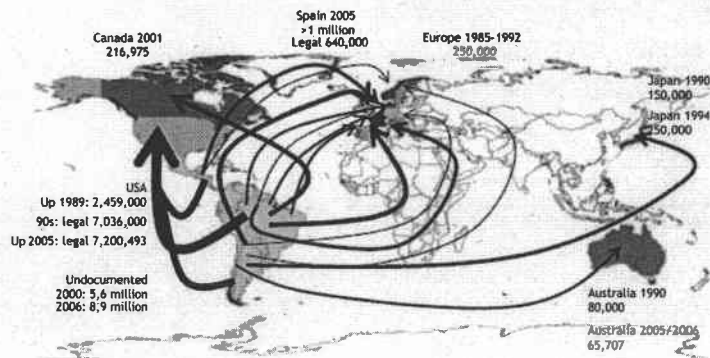 Canada 2001
216,975
Spain 2005
>1 million
Legal 640,000
Europe 1985-1992
250,000
Japan 1990
150,000
Japan 1994
250,000
USA
Up 1989: 2,459,000
90s: legal 7,036,000
Up 2005: legal 7,200,493
Undocumented
2000: 5,6 million
2006: 8,9 million
Australia 1990
80,000
Australia 2005/2006
65,707